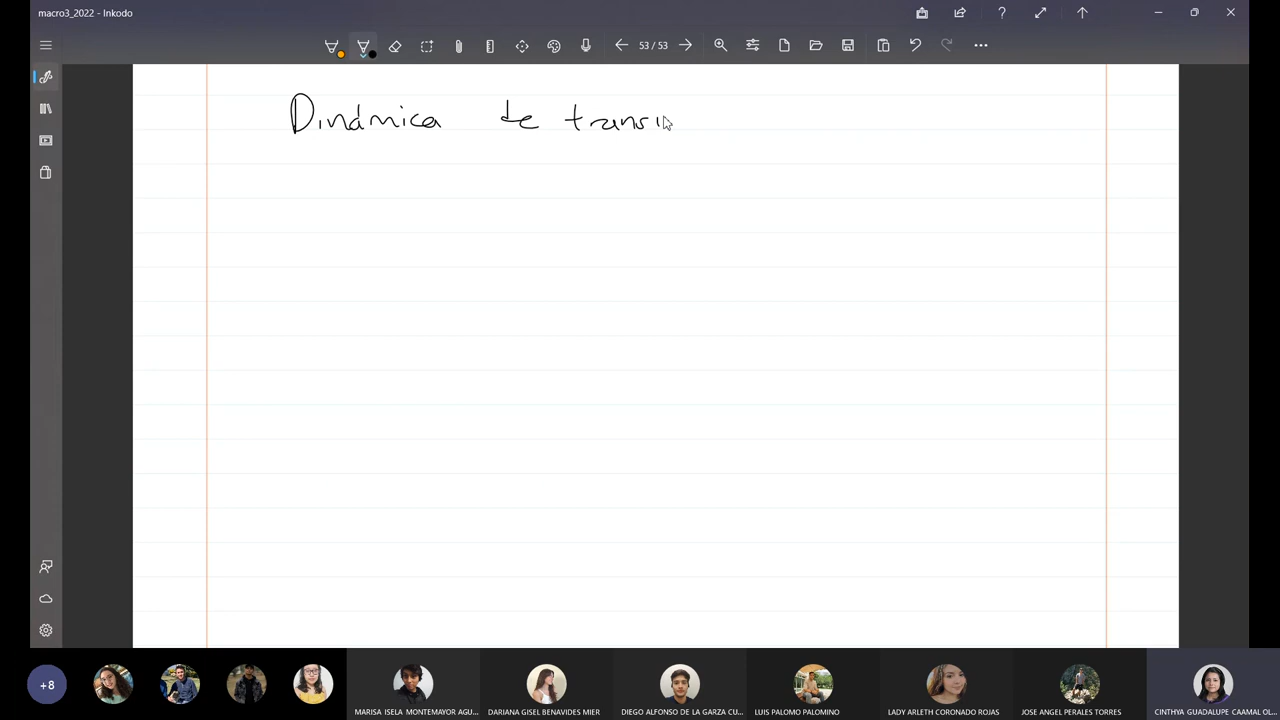 macro3_2022 - Inkodo
53 / 53
Dinámica de transi
+8
MARISA ISELA MONTEMAYOR AGU...
DARIANA GISEL BENAVIDES MIER
DIEGO ALFONSO DE LA GARZA CU...
LUIS PALOMO PALOMINO
LADY ARLETH CORONADO ROJAS
JOSE ANGEL PERALES TORRES
CINTHYA GUADALUPE CAAMAL OL...